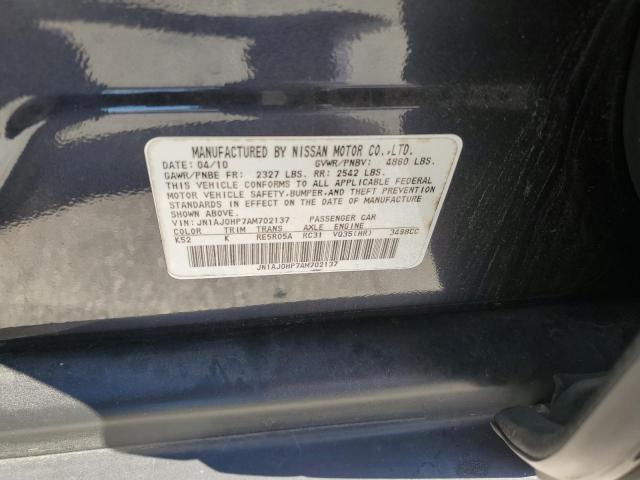 MANUFACTURED BY NISSAN MOTOR CO.,LTD.
DATE: 04/10 GVWR/PNBV: 4860 LBS.
GAWR/PNBE FR: 2327 LBS. RR: 2542 LBS.
THIS VEHICLE CONFORMS TO ALL APPLICABLE FEDERAL
MOTOR VEHICLE SAFETY,BUMPER,AND THEFT PREVENTION
STANDARDS IN EFFECT ON THE DATE OF MANUFACTURE
SHOWN ABOVE.
VIN: JN1AJ0HP7AM702137 PASSENGER CAR
COLOR TRIM TRANS AXLE ENGINE
K52 K RE5R05A RC31 VQ35(HR) 3498CC
JN1AJ0HP7AM702137